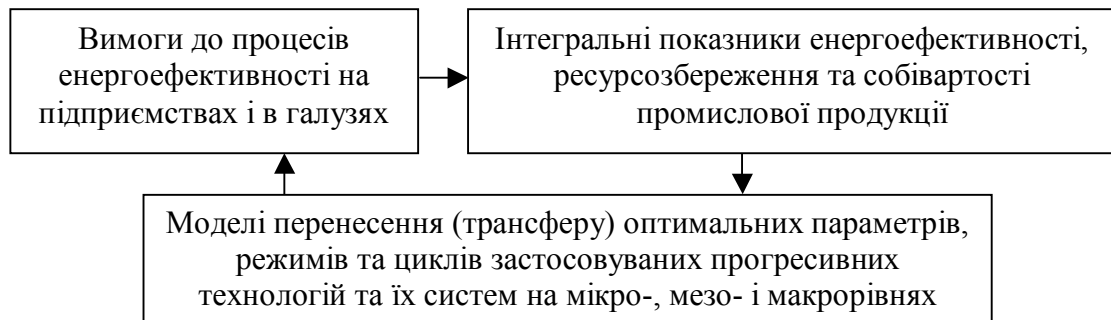 Вимоги до процесів
енергоефективності на
підприємствах і в галузях
Інтегральні показники енергоефективності,
ресурсозбереження та собівартості
промислової продукції
Моделі перенесення (трансферу) оптимальних параметрів,
режимів та циклів застосовуваних прогресивних
технологій та їх систем на мікро-, мезо- і макрорівнях